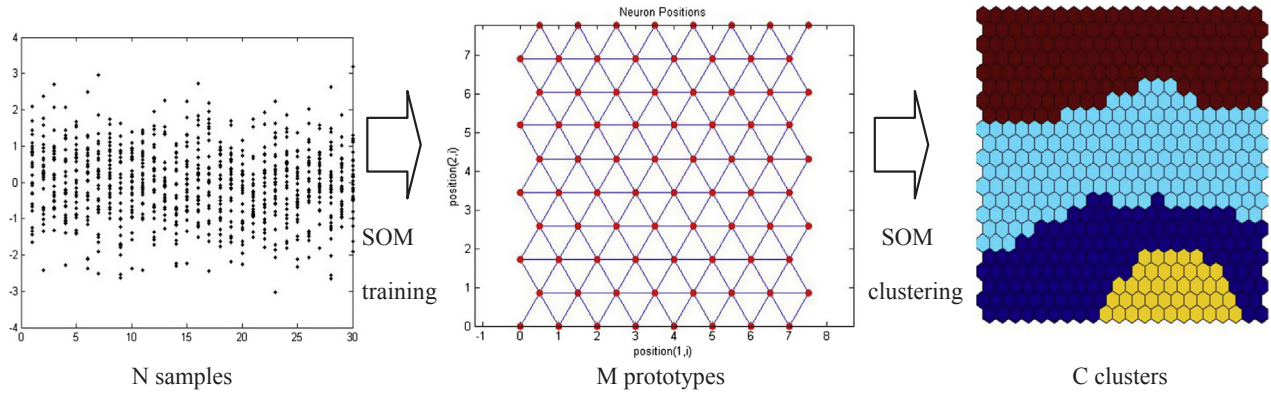 Neuron Positions
4
3
2
1
0
-1
-2
-3
-4
0 5 10 15 20 25 30
SOM
training
7
6
5
4
3
2
1
0
position(2,i)
-1 0 1 2 3 4 5 6 7 8
position(1,i)
SOM
clustering
N samples
M prototypes
C clusters